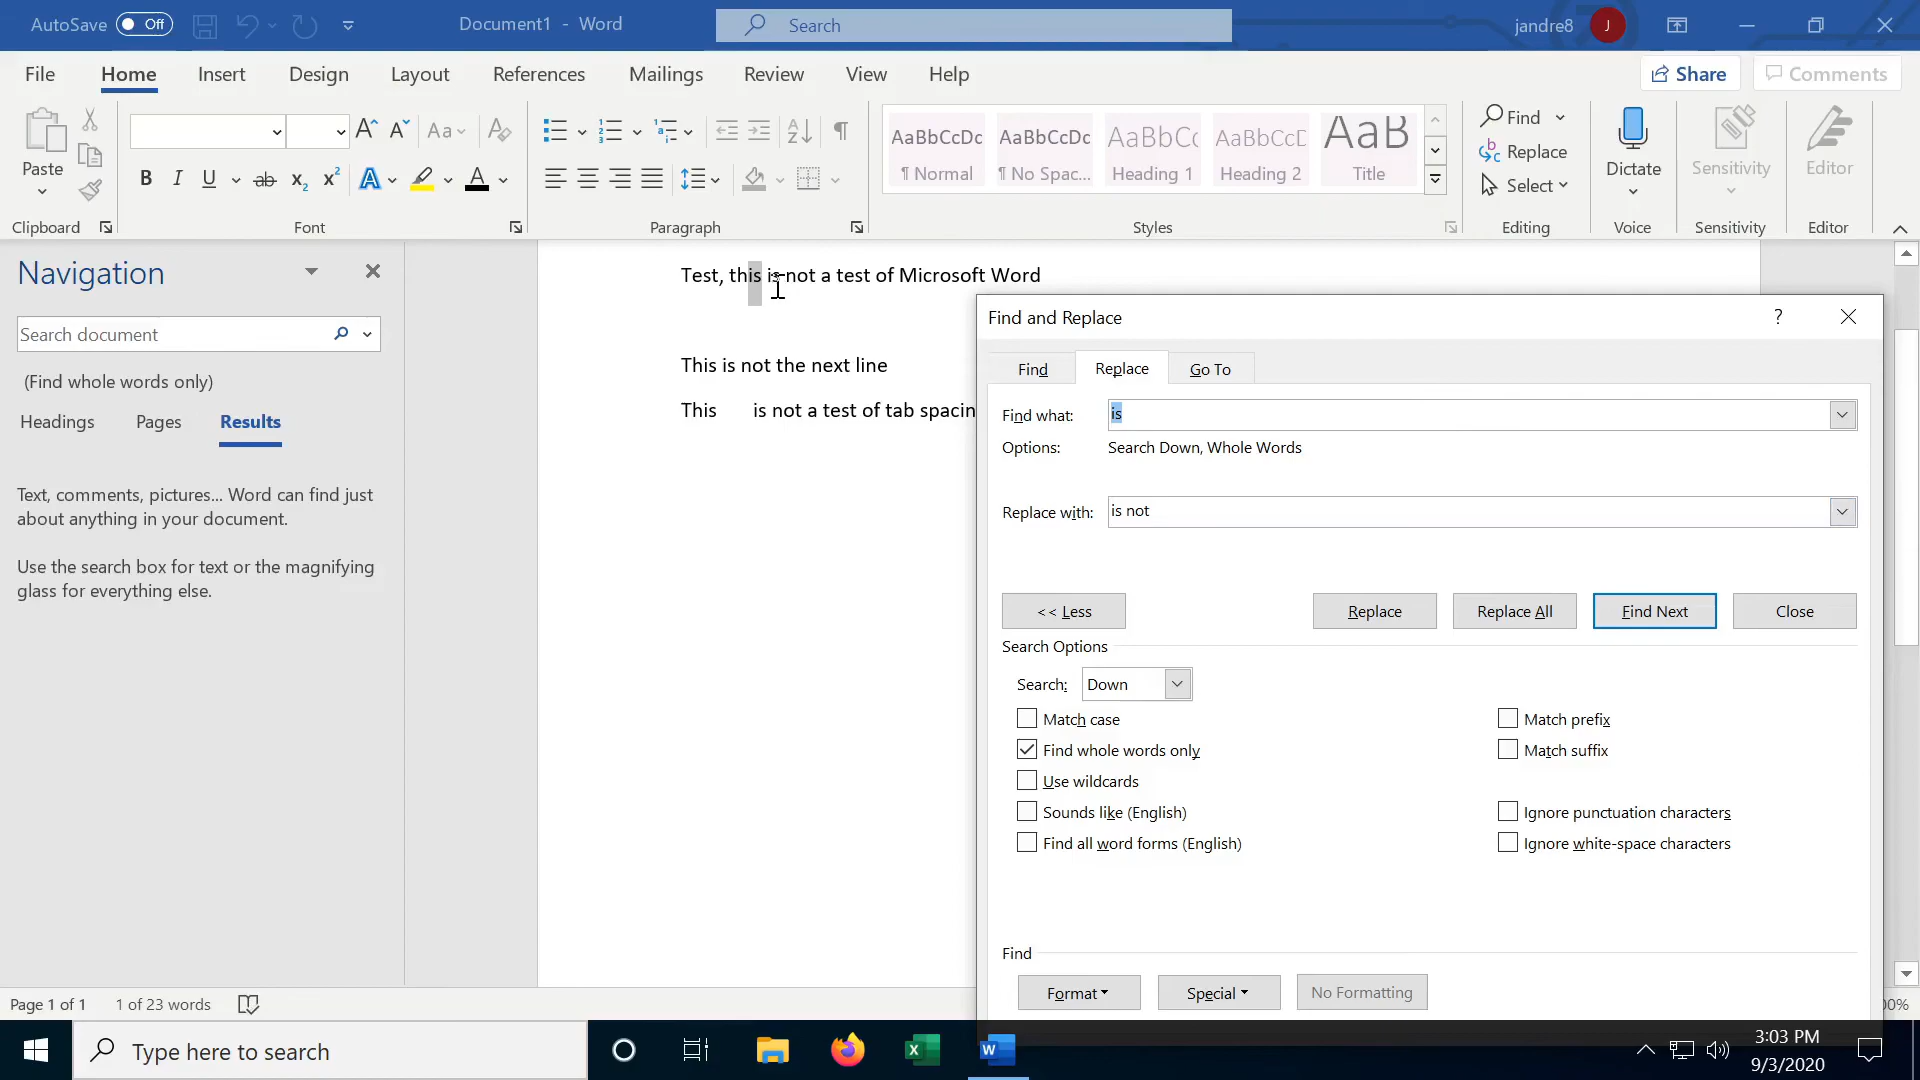 AutoSave Off
Document1 - Word
Search
jandre8 J
File Home Insert Design Layout References Mailings Review View Help
Share Comments
Paste
Clipboard
Aa
B I U ab x2 x2 A A
Font
Paragraph
AaBbCcDc AaBbCcDc AaBbC AaBbCcD AaB
¶ Normal ¶ No Spac... Heading 1 Heading 2 Title
Styles
Find
Replace
Select
Editing
Dictate
Voice
Sensitivity
Sensitivity
Editor
Editor
Navigation
Search document
(Find whole words only)
Headings Pages Results
Text, comments, pictures... Word can find just
about anything in your document.
Use the search box for text or the magnifying
glass for everything else.
Test, this is not a test of Microsoft Word
This is not the next line
This is not a test of tab spacin
Find and Replace ?
Find Replace Go To
Find what: is
Options: Search Down, Whole Words
Replace with: is not
<< Less Replace Replace All Find Next Close
Search Options
Search: Down
Match case
Find whole words only
Use wildcards
Sounds like (English)
Find all word forms (English)
Match prefix
Match suffix
Ignore punctuation characters
Ignore white-space characters
Find
Format Special No Formatting
Page 1 of 1 1 of 23 words
00%
Type here to search
3:03 PM
9/3/2020